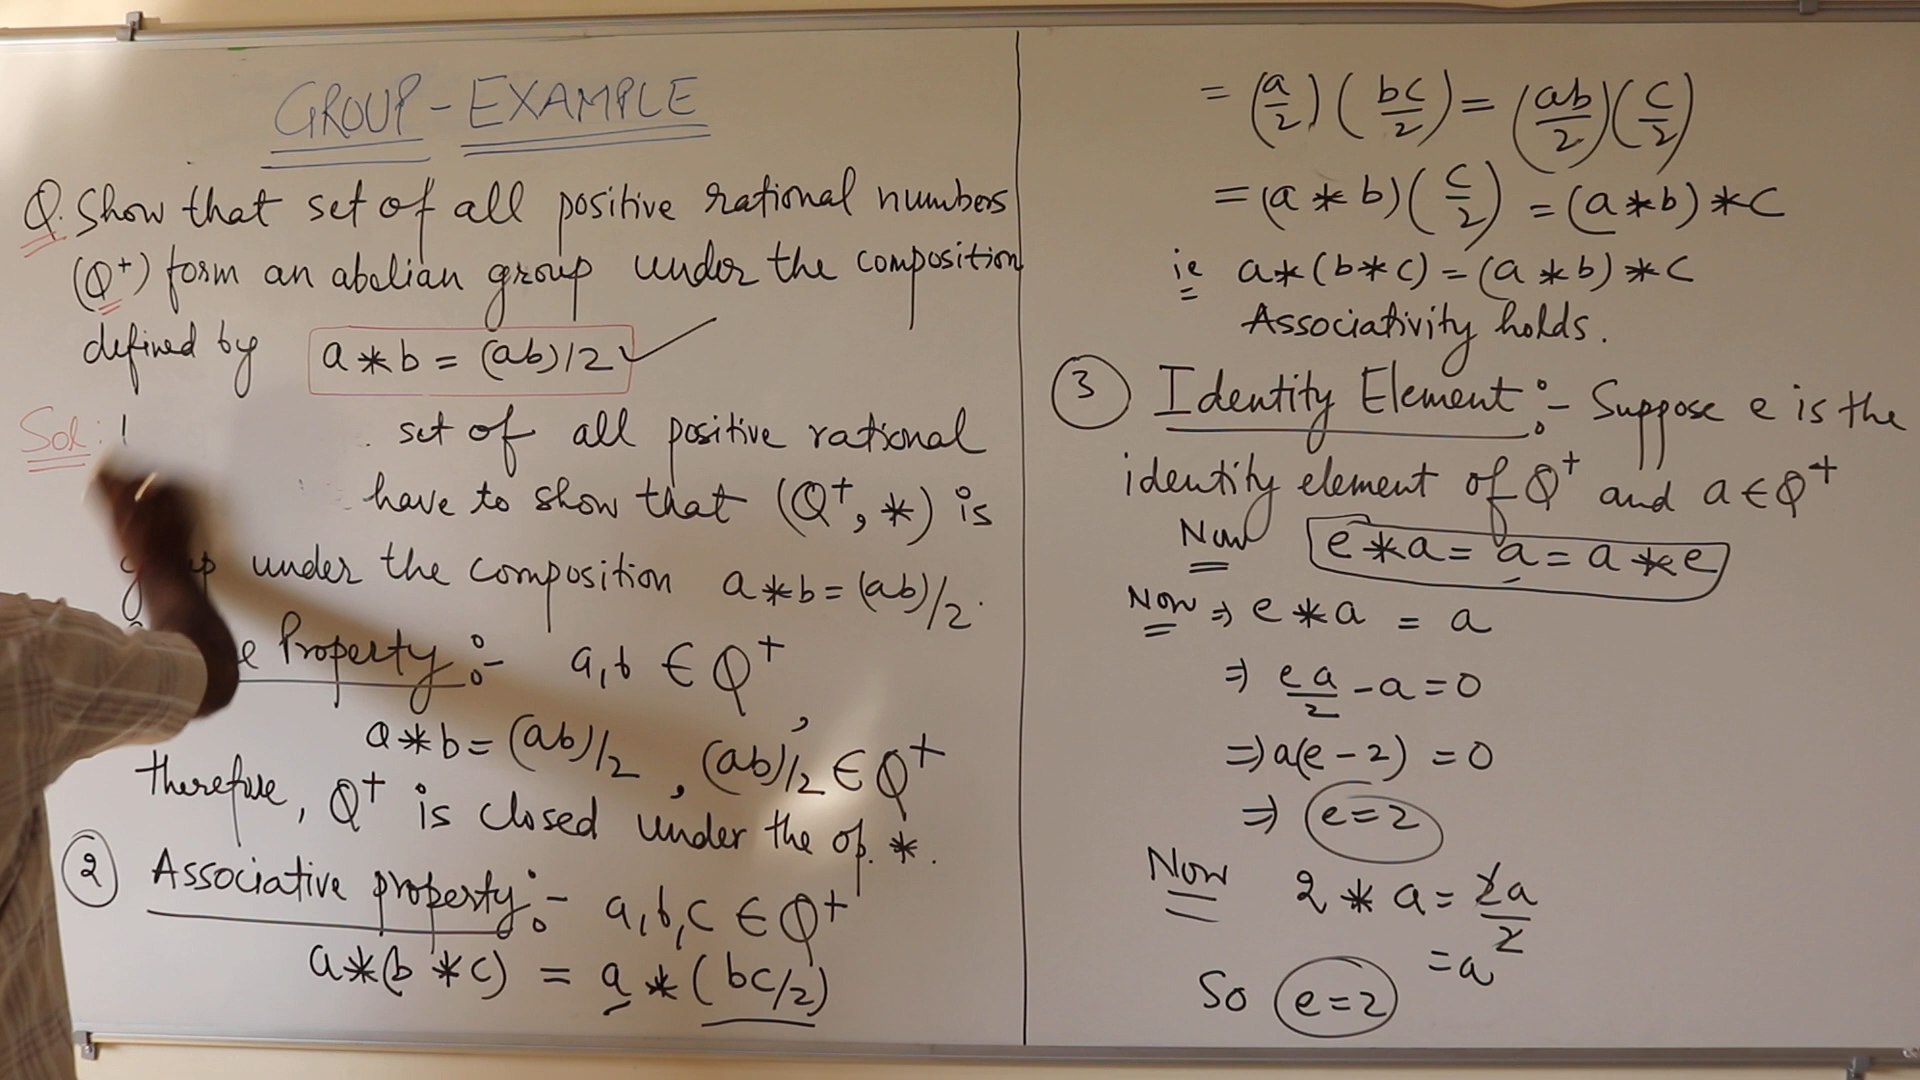 GROUP-EXAMPLE
Q. Show that set of all positive rational numbers
(Q⁺) form an abelian group under the composition
defined by a * b = (ab)/2 ✓
Sol:
set of all positive rational
have to show that (Q⁺, *) is
under the composition a * b = (ab)/2.
Property :- a, b ∈ Q⁺
a * b = (ab)/2 , (ab)/2 ∈ Q⁺
therefore, Q⁺ is closed under the op. *.
② Associative property :- a, b, c ∈ Q⁺
a * (b * c) = a * (bc/2)
= (a/2) (bc/2) = (ab/2) (c/2)
= (a * b) (c/2) = (a * b) * c
ie a * (b * c) = (a * b) * c
Associativity holds.
③ Identity Element :- Suppose e is the
identity element of Q⁺ and a ∈ Q⁺
Now e * a = a = a * e
Now ⇒ e * a = a
⇒ ea/2 - a = 0
⇒ a(e - 2) = 0
⇒ e = 2
Now 2 * a = 2a/2
= a
So e = 2